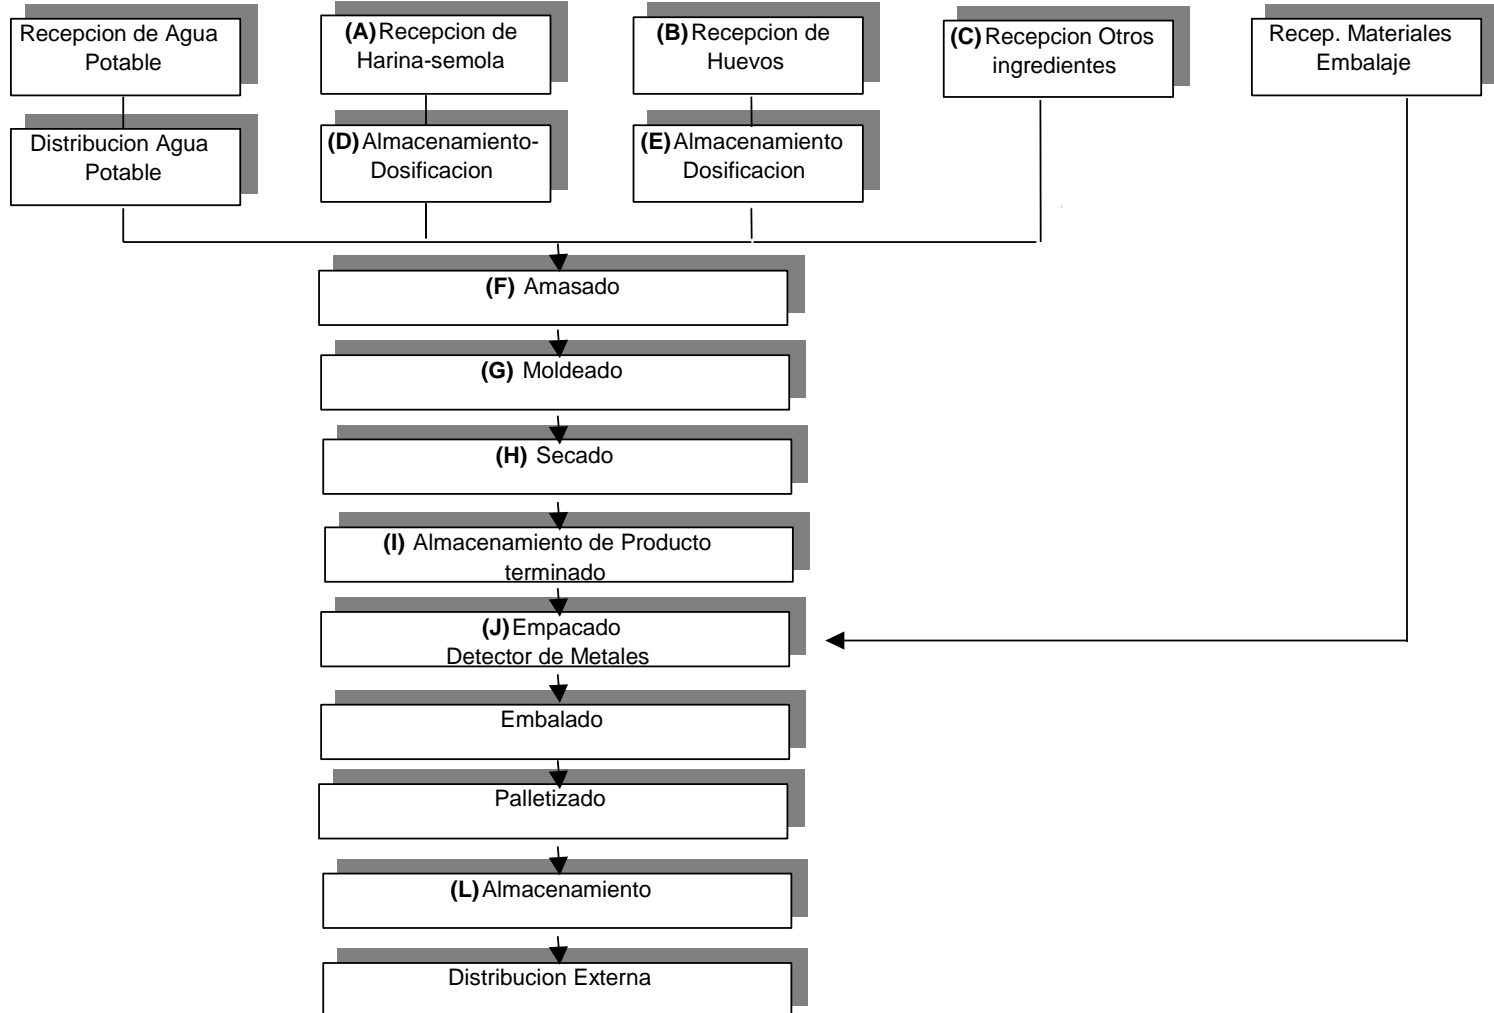 Recepcion de Agua
Potable
(A) Recepcion de
Harina-semola
(B) Recepcion de
Huevos
(C) Recepcion Otros
ingredientes
Recep. Materiales
Embalaje
Distribucion Agua
Potable
(D) Almacenamiento-
Dosificacion
(E) Almacenamiento
Dosificacion
(F) Amasado
(G) Moldeado
(H) Secado
(I) Almacenamiento de Producto
terminado
(J) Empacado
Detector de Metales
Embalado
Palletizado
(L) Almacenamiento
Distribucion Externa